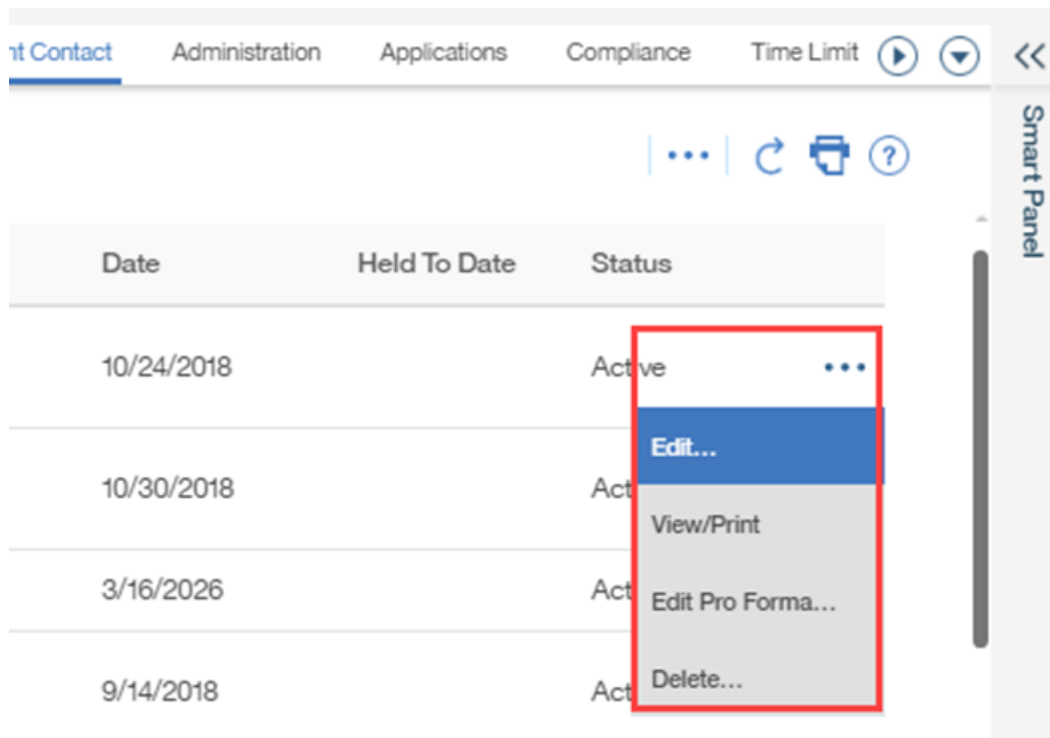 nt Contact Administration Applications Compliance Time Limit
Smart Panel
Date Held To Date Status
10/24/2018 Active
Edit...
10/30/2018 Act
View/Print
3/16/2026 Act
Edit Pro Forma...
9/14/2018 Act
Delete...